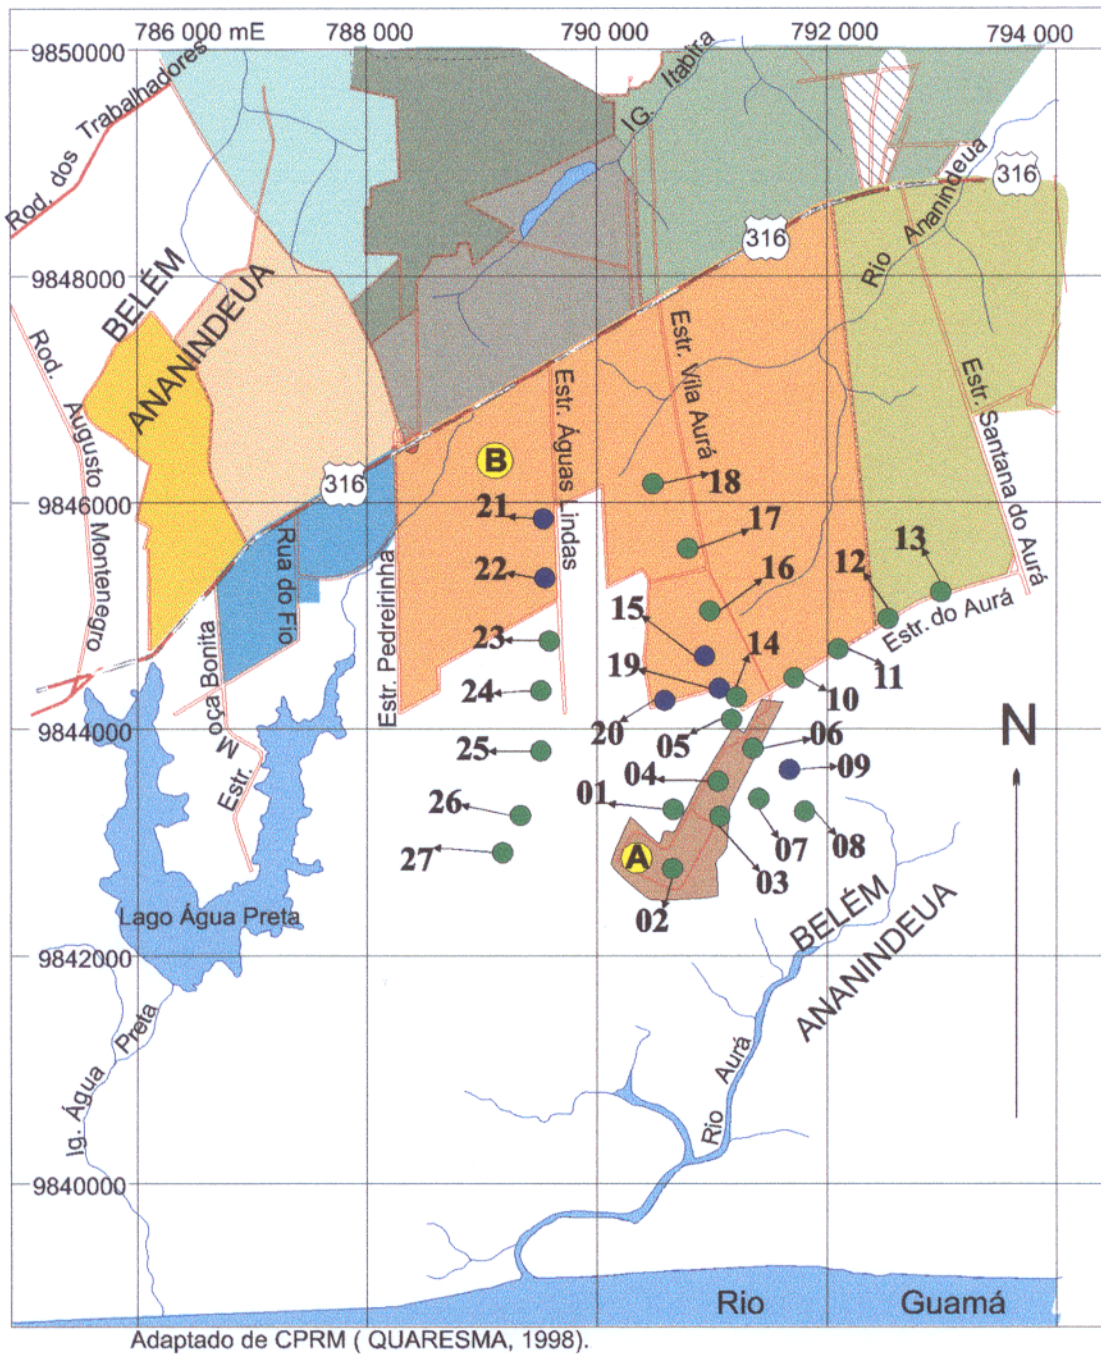 786 000 mE
788 000
790 000
792 000
794 000
9850000
9848000
9846000
9844000
9842000
9840000
Rod. dos Trabalhadores
IG. Itabira
316
316
316
Rio Ananindeua
BELÉM
ANANINDEUA
Rod. Augusto Montenegro
Estr. Vila Aurá
Estr. Águas Lindas
Estr. Santana do Aurá
B
Rua do Fio
Estr. Pedreirinha
Estr. Moça Bonita
Estr. do Aurá
18
21
17
22
16
12
13
15
23
14
19
11
24
10
20
05
06
25
04
09
01
26
07
08
27
A
03
02
N
Lago Água Preta
BELÉM
ANANINDEUA
Ig. Água Preta
Rio Aurá
Rio Guamá
Adaptado de CPRM ( QUARESMA, 1998).